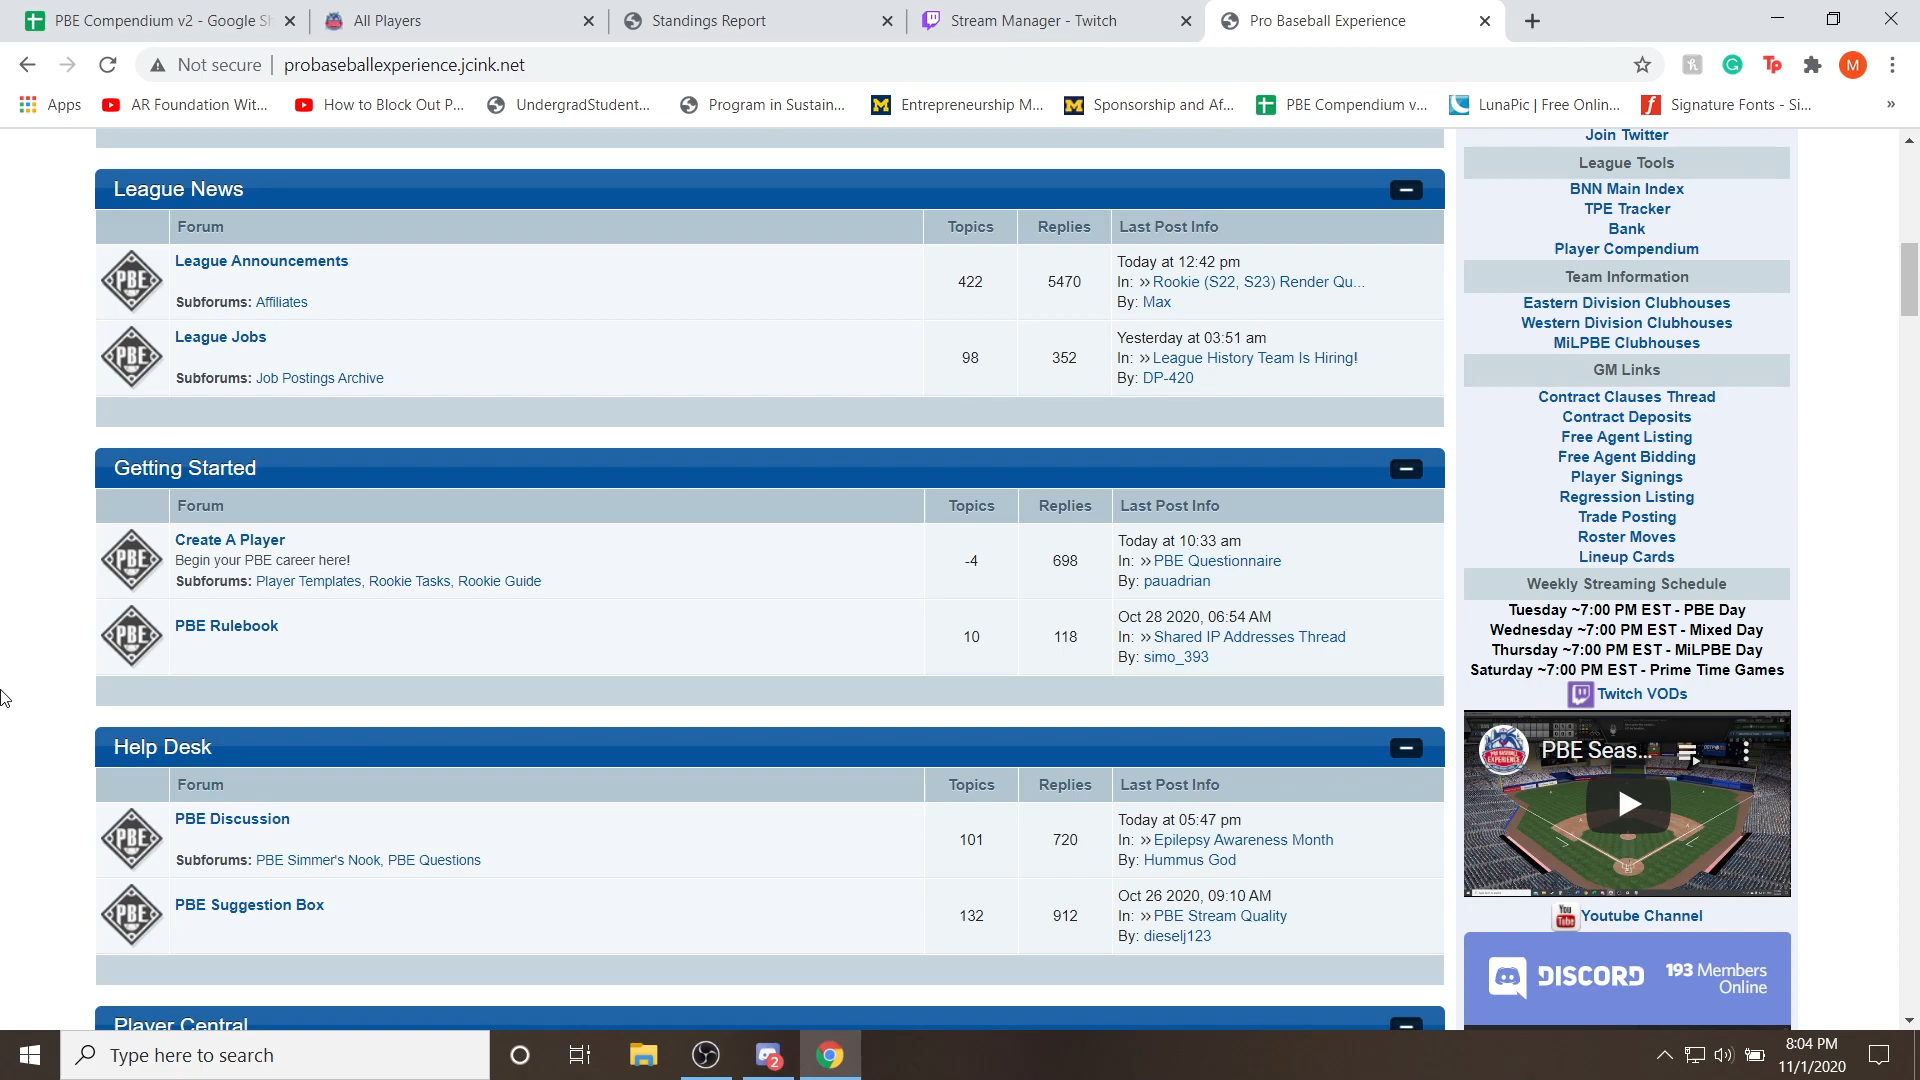 PBE Compendium v2 - Google Sh
All Players
Standings Report
Stream Manager - Twitch
Pro Baseball Experience
Not secure
probaseballexperience.jcink.net
M
Apps
AR Foundation Wit...
How to Block Out P...
UndergradStudent...
Program in Sustain...
Entrepreneurship M...
Sponsorship and Af...
PBE Compendium v...
LunaPic | Free Onlin...
Signature Fonts - Si...
League News
Forum Topics Replies Last Post Info
PBE
League Announcements
Subforums: Affiliates
422 5470
Today at 12:42 pm
In: »Rookie (S22, S23) Render Qu...
By: Max
PBE
League Jobs
Subforums: Job Postings Archive
98 352
Yesterday at 03:51 am
In: »League History Team Is Hiring!
By: DP-420
Getting Started
Forum Topics Replies Last Post Info
PBE
Create A Player
Begin your PBE career here!
Subforums: Player Templates, Rookie Tasks, Rookie Guide
-4 698
Today at 10:33 am
In: »PBE Questionnaire
By: pauadrian
PBE
PBE Rulebook
10 118
Oct 28 2020, 06:54 AM
In: »Shared IP Addresses Thread
By: simo_393
Help Desk
Forum Topics Replies Last Post Info
PBE
PBE Discussion
Subforums: PBE Simmer's Nook, PBE Questions
101 720
Today at 05:47 pm
In: »Epilepsy Awareness Month
By: Hummus God
PBE
PBE Suggestion Box
132 912
Oct 26 2020, 09:10 AM
In: »PBE Stream Quality
By: dieselj123
Player Central
Join Twitter
League Tools
BNN Main Index
TPE Tracker
Bank
Player Compendium
Team Information
Eastern Division Clubhouses
Western Division Clubhouses
MiLPBE Clubhouses
GM Links
Contract Clauses Thread
Contract Deposits
Free Agent Listing
Free Agent Bidding
Player Signings
Regression Listing
Trade Posting
Roster Moves
Lineup Cards
Weekly Streaming Schedule
Tuesday ~7:00 PM EST - PBE Day
Wednesday ~7:00 PM EST - Mixed Day
Thursday ~7:00 PM EST - MiLPBE Day
Saturday ~7:00 PM EST - Prime Time Games
Twitch VODs
PBE Seas...
You
Tube
Youtube Channel
DISCORD
193 Members
Online
Type here to search
2
8:04 PM
11/1/2020